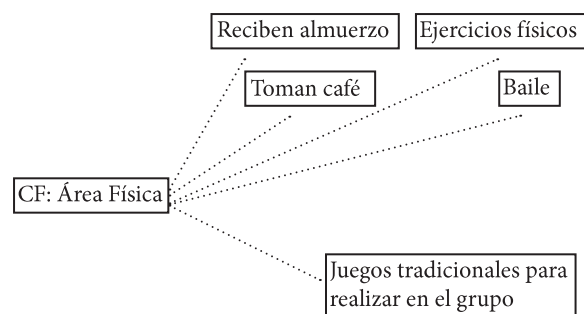 Reciben almuerzo
Ejercicios físicos
Toman café
Baile
CF: Área Física
Juegos tradicionales para
realizar en el grupo